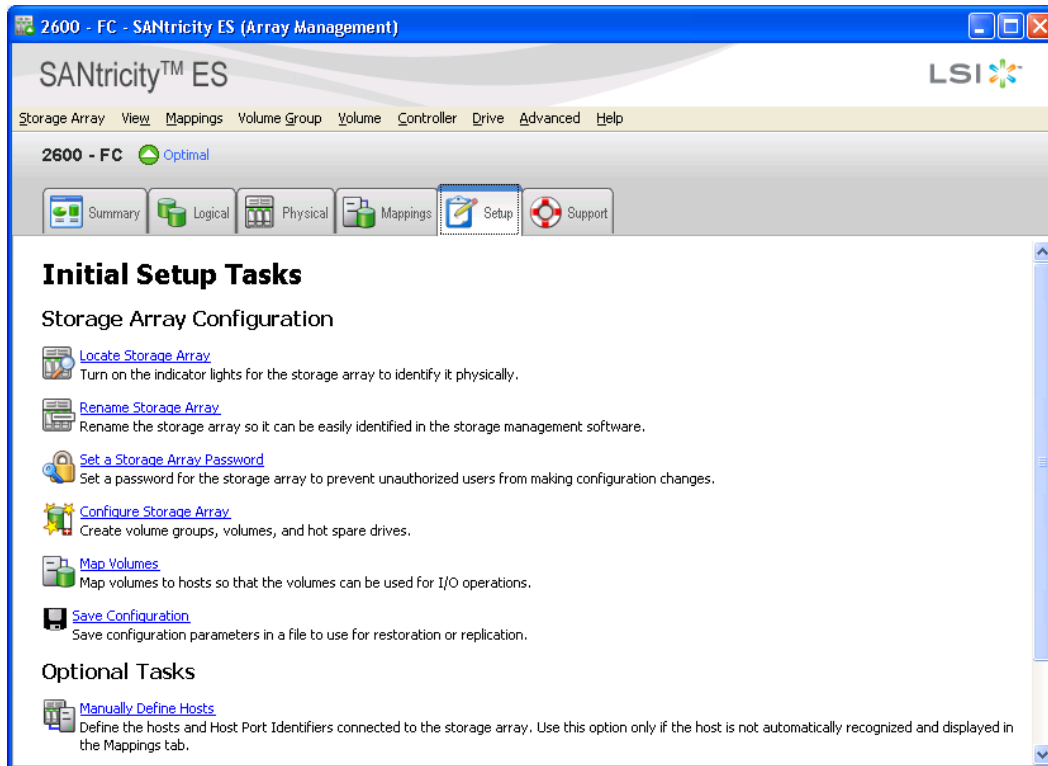 2600 - FC - SANtricity ES (Array Management)
SANtricity™ ES
LSI
Storage Array View Mappings Volume Group Volume Controller Drive Advanced Help
2600 - FC Optimal
Summary Logical Physical Mappings Setup Support
Initial Setup Tasks
Storage Array Configuration
Locate Storage Array
Turn on the indicator lights for the storage array to identify it physically.
Rename Storage Array
Rename the storage array so it can be easily identified in the storage management software.
Set a Storage Array Password
Set a password for the storage array to prevent unauthorized users from making configuration changes.
Configure Storage Array
Create volume groups, volumes, and hot spare drives.
Map Volumes
Map volumes to hosts so that the volumes can be used for I/O operations.
Save Configuration
Save configuration parameters in a file to use for restoration or replication.
Optional Tasks
Manually Define Hosts
Define the hosts and Host Port Identifiers connected to the storage array. Use this option only if the host is not automatically recognized and displayed in
the Mappings tab.